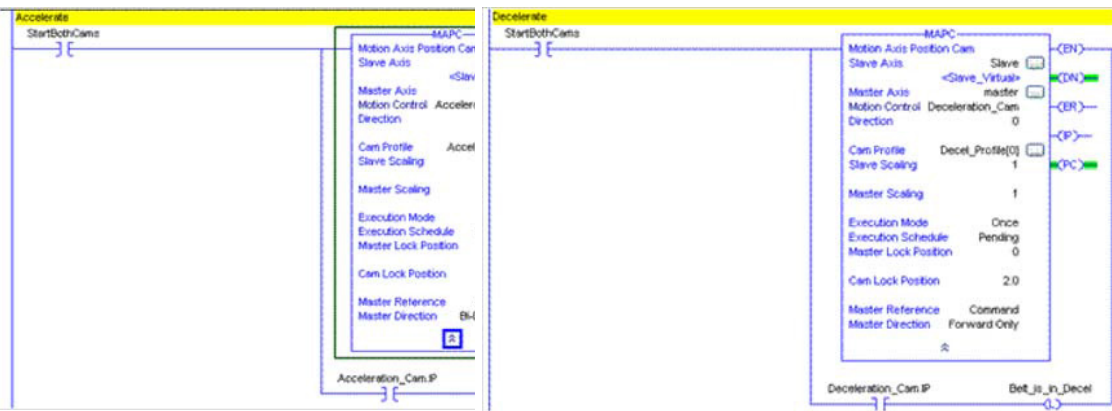 Accelerate
StartBothCams
MAPC
Motion Axis Position Cam
Slave Axis
<Slav
Master Axis
Motion Control Acceler
Direction
Cam Profile Accel
Slave Scaling
Master Scaling
Execution Mode
Execution Schedule
Master Lock Position
Cam Lock Position
Master Reference
Master Direction Bi-
Acceleration_Cam.IP
Decelerate
StartBothCams
MAPC
Motion Axis Position Cam
Slave Axis Slave ...
<Slave_Virtual>
Master Axis master ...
Motion Control Deceleration_Cam
Direction 0
Cam Profile Decel_Profile[0] ...
Slave Scaling 1
Master Scaling 1
Execution Mode Once
Execution Schedule Pending
Master Lock Position 0
Cam Lock Position 2.0
Master Reference Command
Master Direction Forward Only
EN
DN
ER
IP
PC
Deceleration_Cam.IP Belt_is_in_Decel
L